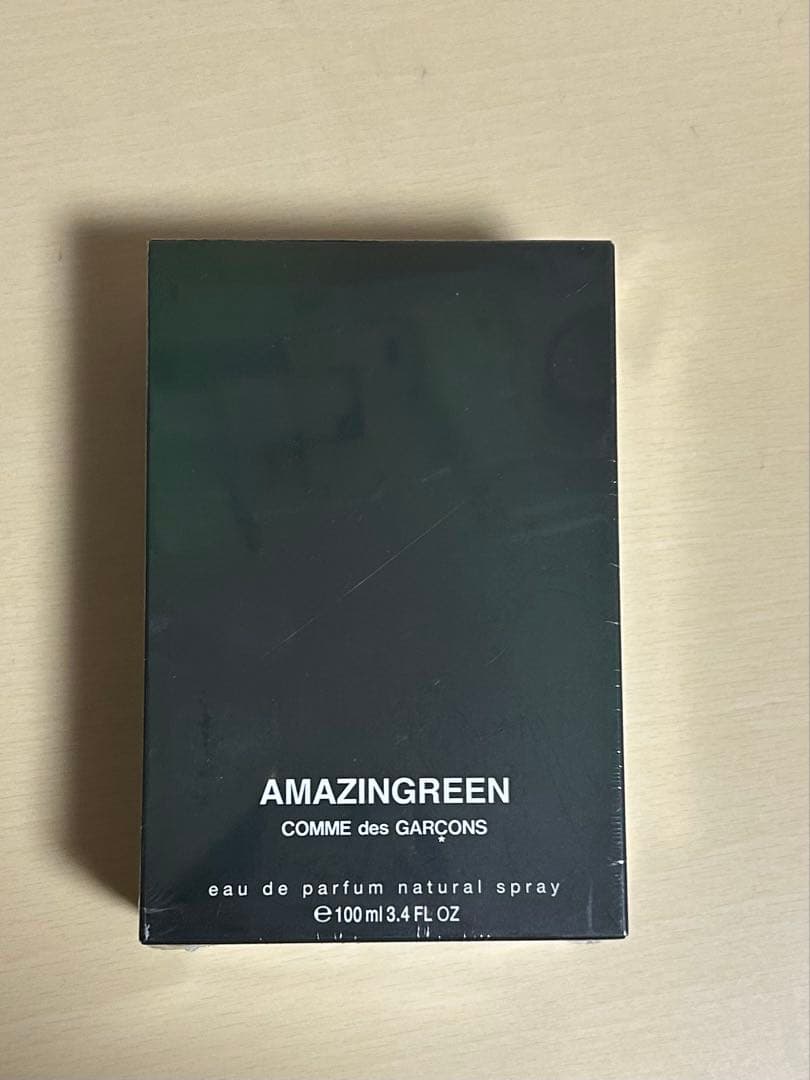 AMAZINGREEN
COMME des GARÇONS
*
eau de parfum natural spray
℮100 ml 3.4 FL OZ